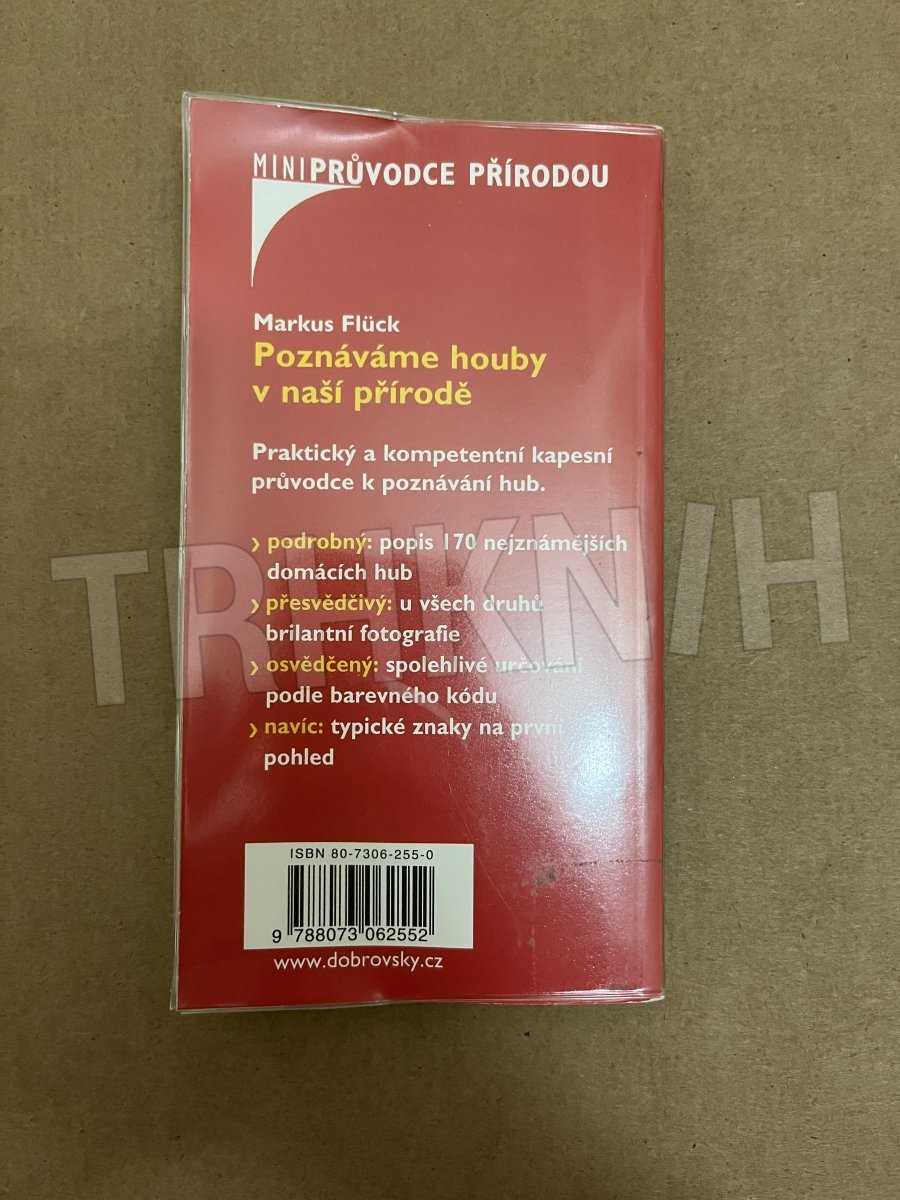 MINIPRŮVODCE PŘÍRODOU
Markus Flück
Poznáváme houby
v naší přírodě
Praktický a kompetentní kapesní
průvodce k poznávání hub.
› podrobný: popis 170 nejznámějších
domácích hub
› přesvědčivý: u všech druhů
brilantní fotografie
› osvědčený: spolehlivé určování
podle barevného kódu
› navíc: typické znaky na první
pohled
TRHKNIH
ISBN 80-7306-255-0
9 788073 062552
www.dobrovsky.cz